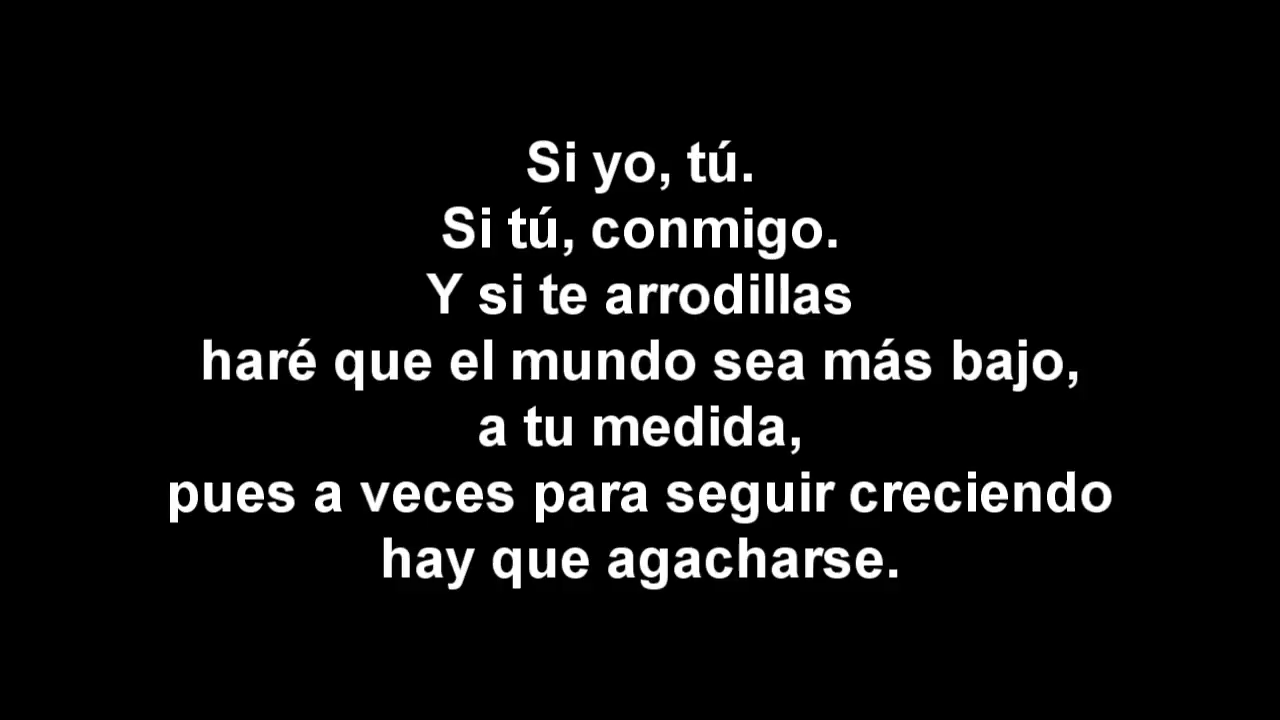 Si yo, tú.
Si tú, conmigo.
Y si te arrodillas
haré que el mundo sea más bajo,
a tu medida,
pues a veces para seguir creciendo
hay que agacharse.